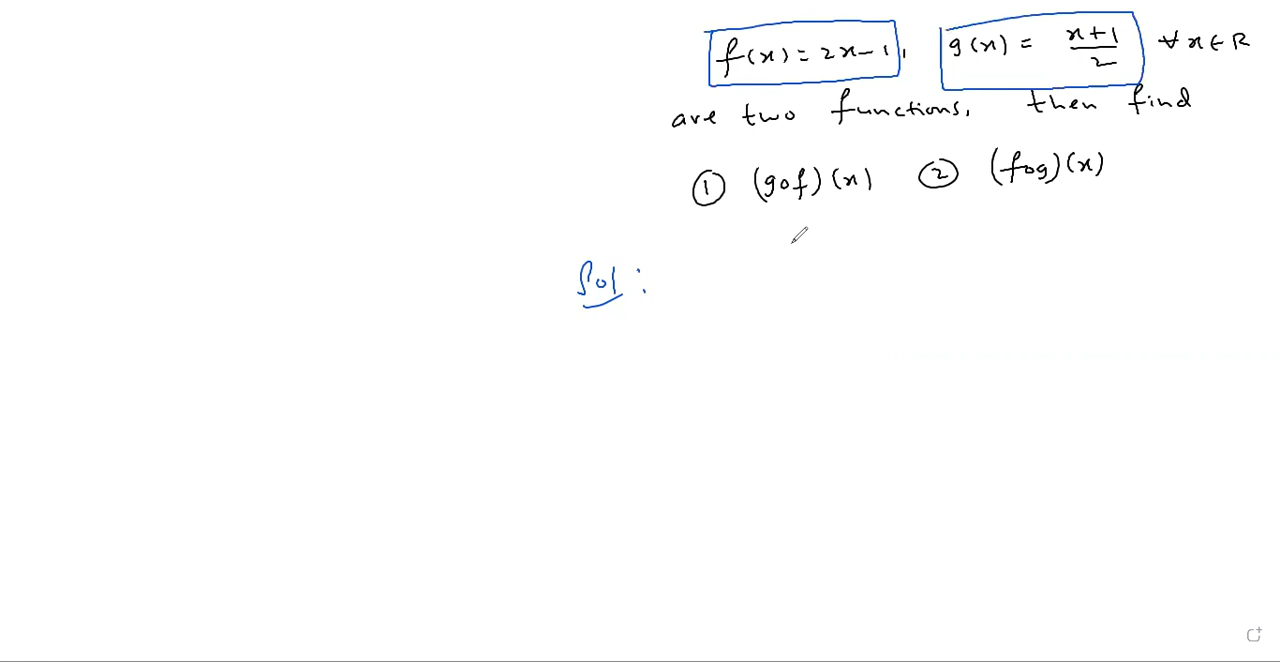 f(x) = 2x-1, g(x) = x+1/2 ∀ x ∈ R
are two functions, then find
① (gof)(x) ② (fog)(x)
Sol :